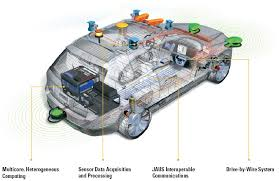 Multicore, Heterogeneous
Computing
Sensor Data Acquisition
and Processing
JAUS Interoperable
Communications
Drive-by-Wire System